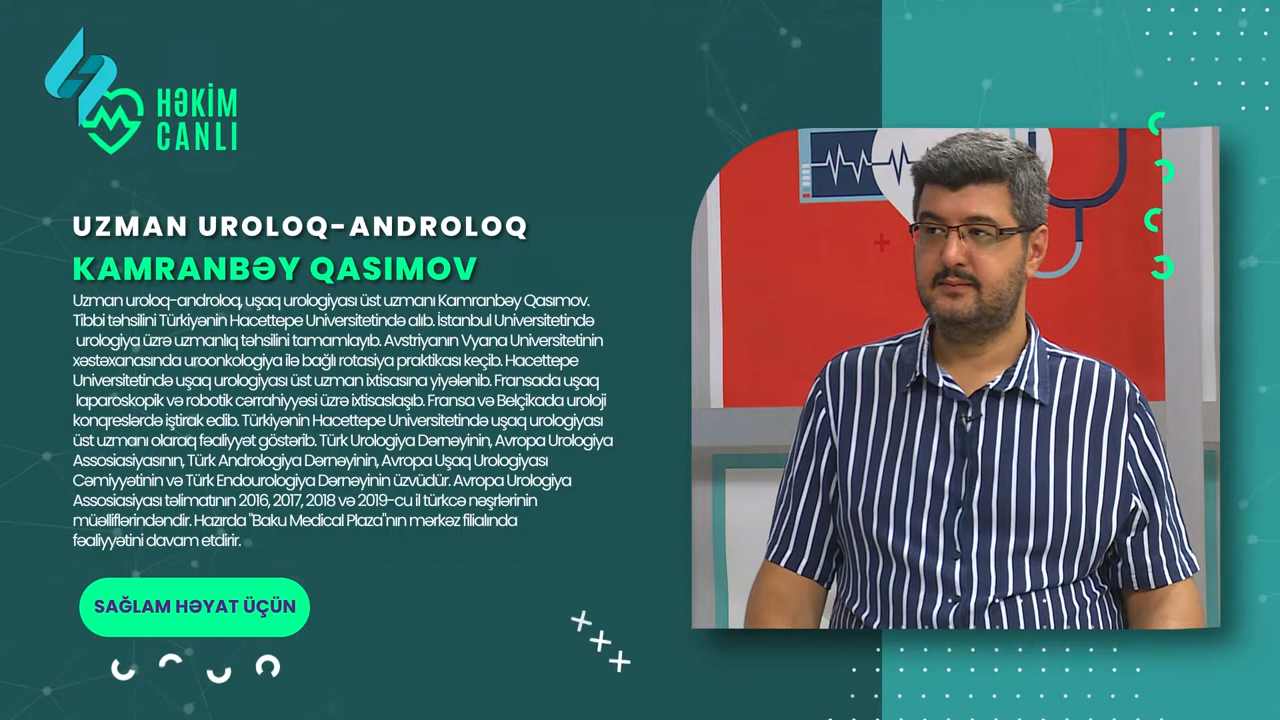 HƏKİM
CANLI
UZMAN UROLOQ-ANDROLOQ
KAMRANBƏY QASIMOV
Uzman uroloq-androloq, uşaq urologiyası üst uzmanı Kamranbəy Qasımov.
Tibbi təhsilini Türkiyənin Hacettepe Universitetində alıb. İstanbul Universitetində
urologiya üzrə uzmanlıq təhsilini tamamlayıb. Avstriyanın Vyana Universitetinin
xəstəxanasında uroonkologiya ilə bağlı rotasiya praktikası keçib. Hacettepe
Universitetində uşaq urologiyası üst uzman ixtisasına yiyələnib. Fransada uşaq
laparoskopik və robotik cərrahiyyəsi üzrə ixtisaslaşıb. Fransa və Belçikada uroloji
konqreslərdə iştirak edib. Türkiyənin Hacettepe Universitetində uşaq urologiyası
üst uzmanı olaraq fəaliyyət göstərib. Türk Urologiya Dərnəyinin, Avropa Urologiya
Assosiasiyasının, Türk Andrologiya Dərnəyinin, Avropa Uşaq Urologiyası
Cəmiyyətinin və Türk Endourologiya Dərnəyinin üzvüdür. Avropa Urologiya
Assosiasiyası təlimatının 2016, 2017, 2018 və 2019-cu il türkcə nəşrlərinin
müəlliflərindəndir. Hazırda "Baku Medical Plaza"nın mərkəz filialında
fəaliyyətini davam etdirir.
SAĞLAM HƏYAT ÜÇÜN